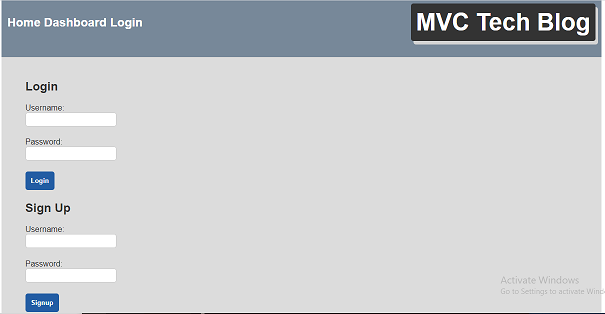 Home Dashboard Login
MVC Tech Blog
Login
Username:
Password:
Login
Sign Up
Username:
Password:
Signup
Activate Windows
Go to Settings to activate Wind